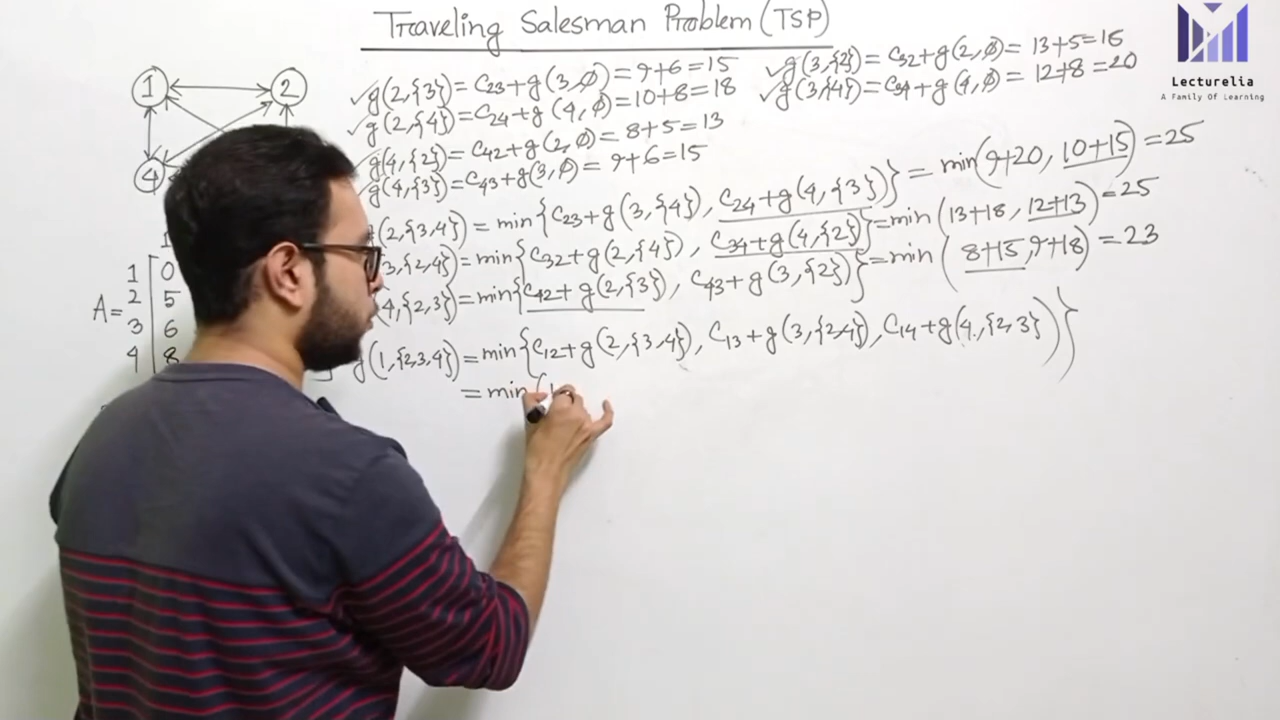 Traveling Salesman Problem (TSP)
Lecturelia
A Family Of Learning
1 2
4
✓g(2,{3}) = C23+g(3,∅) = 9+6=15
✓g(2,{4}) = C24+g(4,∅) = 10+8=18
g(4,{2}) = C42+g(2,∅) = 8+5=13
g(4,{3}) = C43+g(3,∅) = 9+6=15
✓g(3,{2}) = C32+g(2,∅) = 13+5=18
✓g(3,{4}) = C34+g(4,∅) = 12+8=20
(2,{3,4}) = min{C23+g(3,{4}), C24+g(4,{3})} = min(9+20, 10+15) = 25
3,{2,4}) = min{C32+g(2,{4}), C34+g(4,{2})} = min(13+18, 12+13) = 25
(4,{2,3}) = min{C42+g(2,{3}), C43+g(3,{2})} = min(8+15, 9+18) = 23
g(1,{2,3,4}) = min{C12+g(2,{3,4}), C13+g(3,{2,4}), C14+g(4,{2,3})}
= min(1
1
A=
1 0
2 5
3 6
4 8